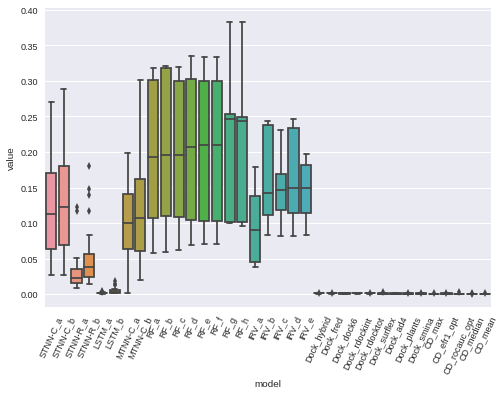 0.40
0.35
0.30
0.25
0.20
0.15
0.10
0.05
0.00
value
STNN-C_a
STNN-C_b
STNN-R_a
STNN-R_b
LSTM_a
LSTM_b
MTNN-C_a
MTNN-C_b
RF_a
RF_b
RF_c
RF_d
RF_e
RF_f
RF_g
RF_h
IRV_a
IRV_b
IRV_c
IRV_d
IRV_e
Dock_hybrid
Dock_fred
Dock_dock6
Dock_rdockint
Dock_rdocktot
Dock_surflex
Dock_ad4
Dock_plants
Dock_smina
CD_max
CD_efr1_opt
CD_rocauc_opt
CD_median
CD_mean
model